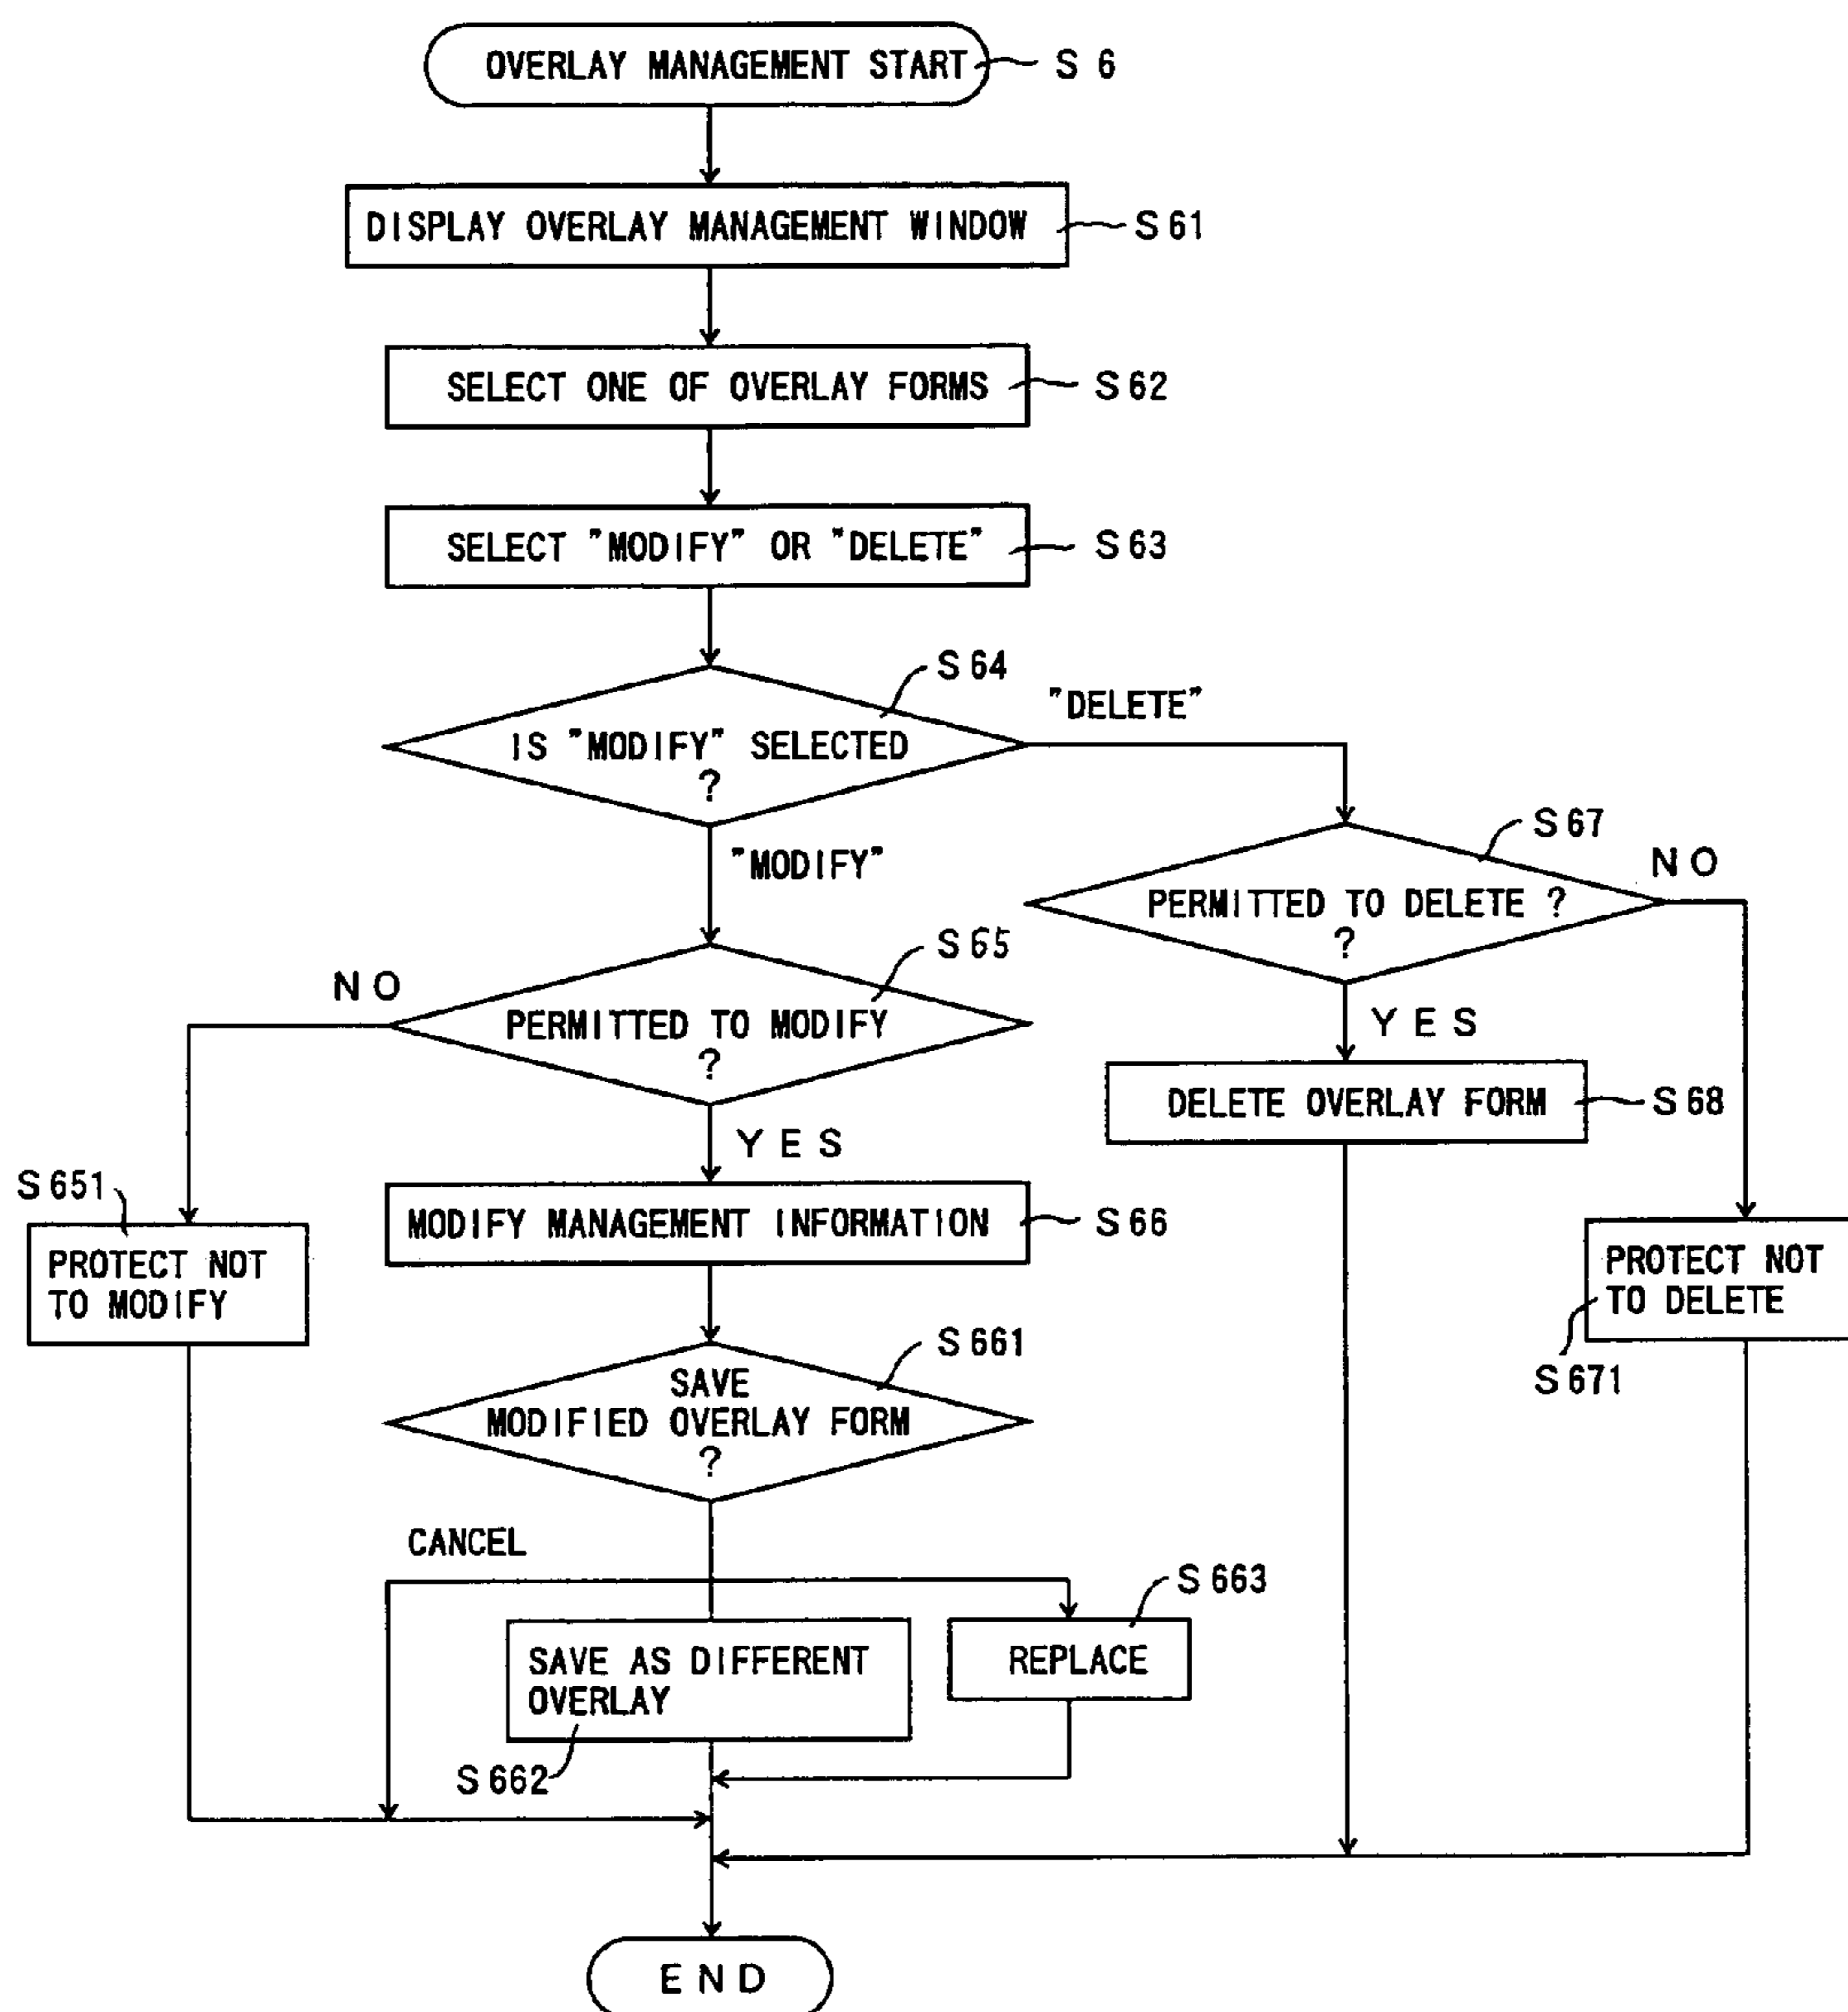 OVERLAY MANAGEMENT START
S 6
DISPLAY OVERLAY MANAGEMENT WINDOW
S 61
SELECT ONE OF OVERLAY FORMS
S 62
SELECT "MODIFY" OR "DELETE"
S 63
S 64
IS "MODIFY" SELECTED
?
"DELETE"
"MODIFY"
S 67
PERMITTED TO DELETE ?
?
NO
S 65
PERMITTED TO MODIFY
?
NO
YES
DELETE OVERLAY FORM
S 68
YES
S 651
PROTECT NOT
TO MODIFY
MODIFY MANAGEMENT INFORMATION
S 66
PROTECT NOT
TO DELETE
S 671
S 661
SAVE
MODIFIED OVERLAY FORM
?
CANCEL
S 663
SAVE AS DIFFERENT
OVERLAY
REPLACE
S 662
END